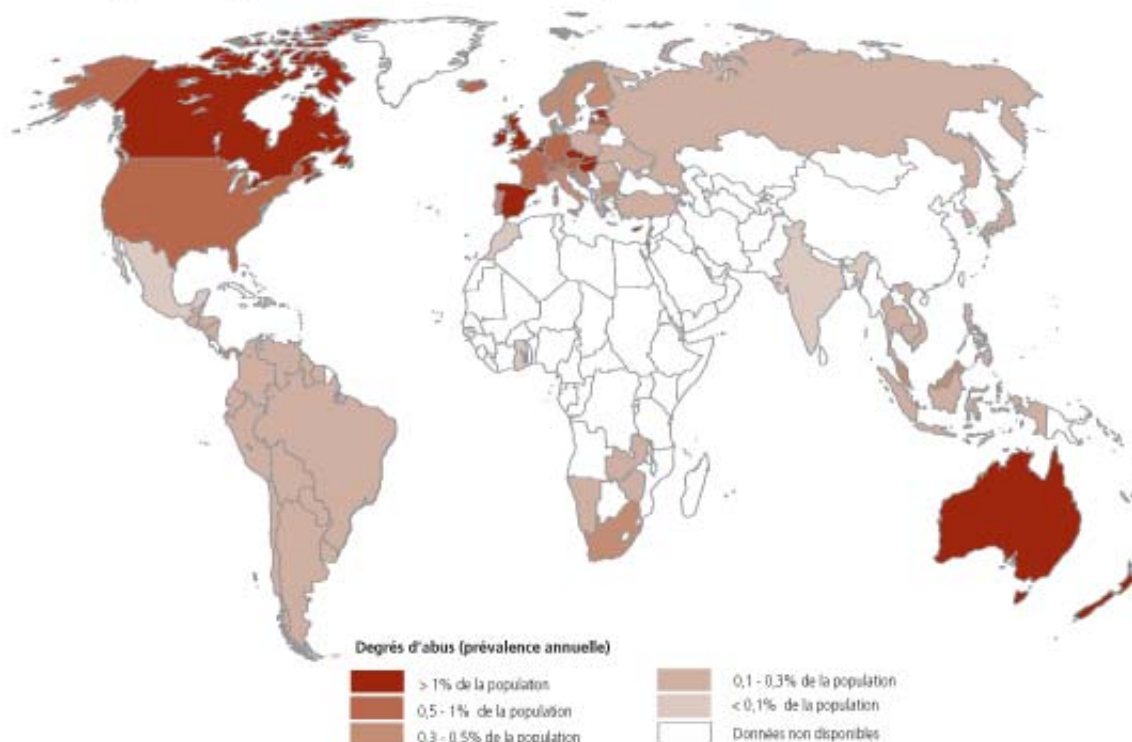 Degrés d'abus (prévalence annuelle)
> 1% de la population
0,5 - 1% de la population
0,3 - 0,5% de la population
0,1 - 0,3% de la population
< 0,1% de la population
Données non disponibles